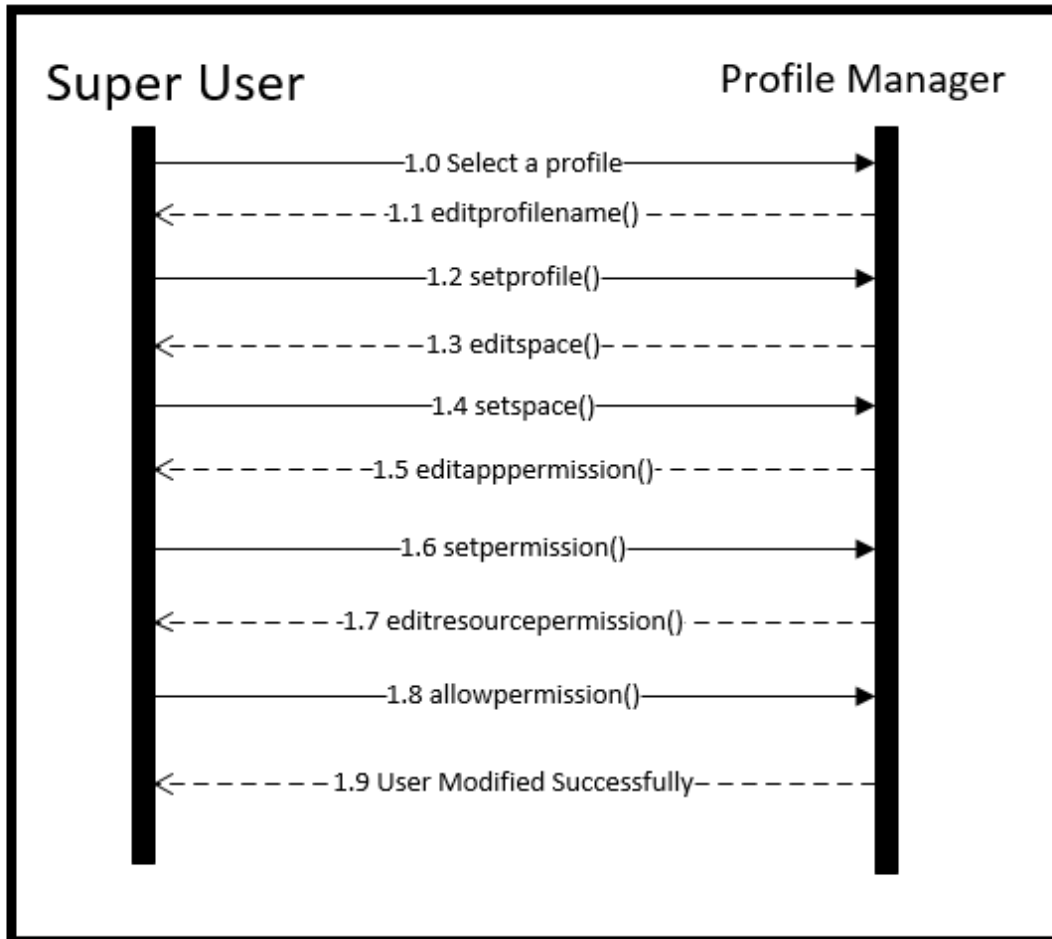 Super User
Profile Manager
1.0 Select a profile
1.1 editprofilename()
1.2 setprofile()
1.3 editspace()
1.4 setspace()
1.5 editapppermission()
1.6 setpermission()
1.7 editresourcepermission()
1.8 allowpermission()
1.9 User Modified Successfully